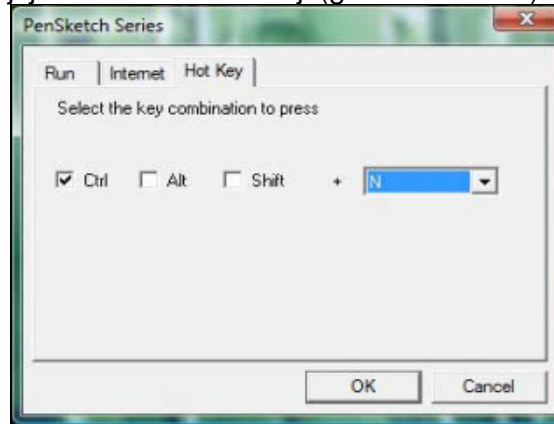 PenSketch Series
Run Internet Hot Key
Select the key combination to press
Ctrl Alt Shift + N
OK Cancel